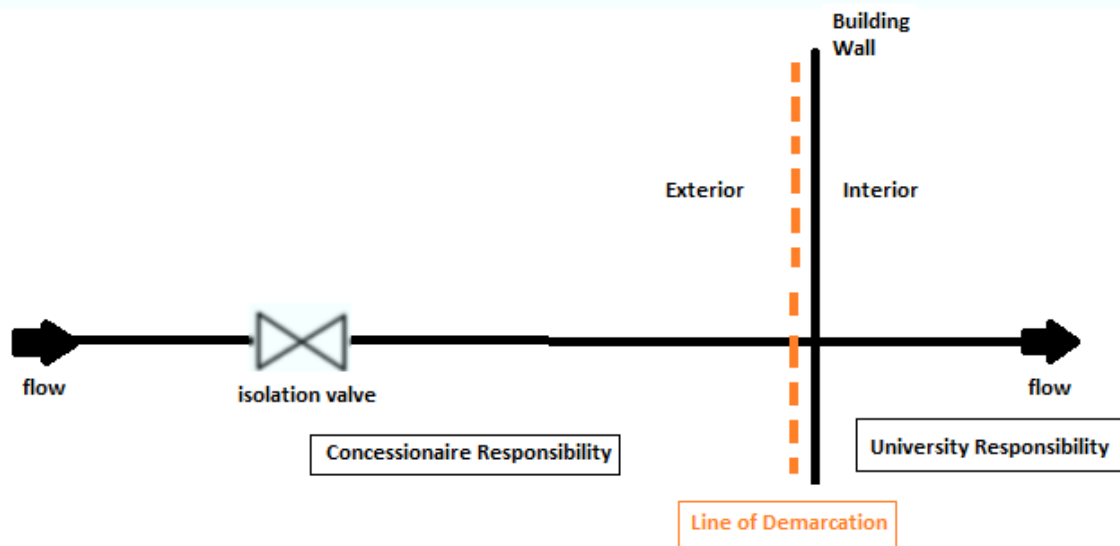 Building
Wall
Exterior
Interior
flow
isolation valve
flow
Concessionaire Responsibility
University Responsibility
Line of Demarcation